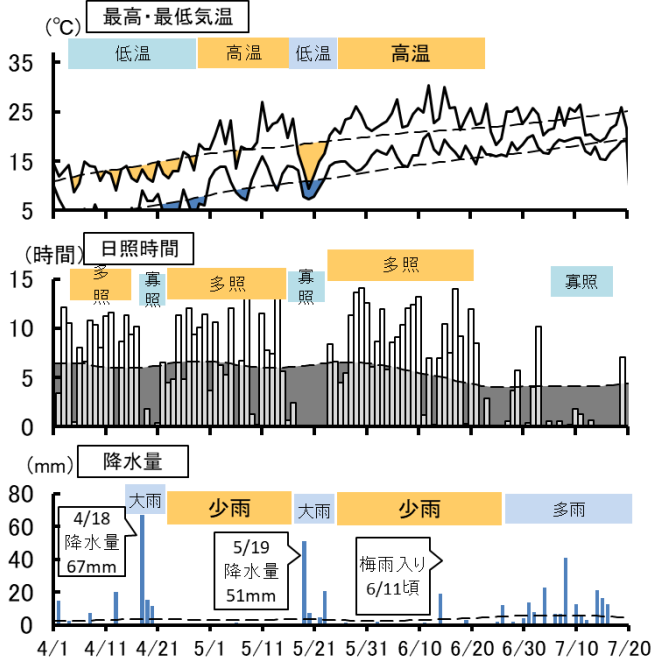 最高・最低気温
(℃)
低温 高温 低温 高温
35
25
15
5
(時間) 日照時間
多照 寡照 多照 寡照 多照 寡照
15
10
5
0
(mm) 降水量
大雨 少雨 大雨 少雨 多雨
80
60
40
20
0
4/18
降水量
67mm
5/19
降水量
51mm
梅雨入り
6/11頃
4/1 4/11 4/21 5/1 5/11 5/21 5/31 6/10 6/20 6/30 7/10 7/20